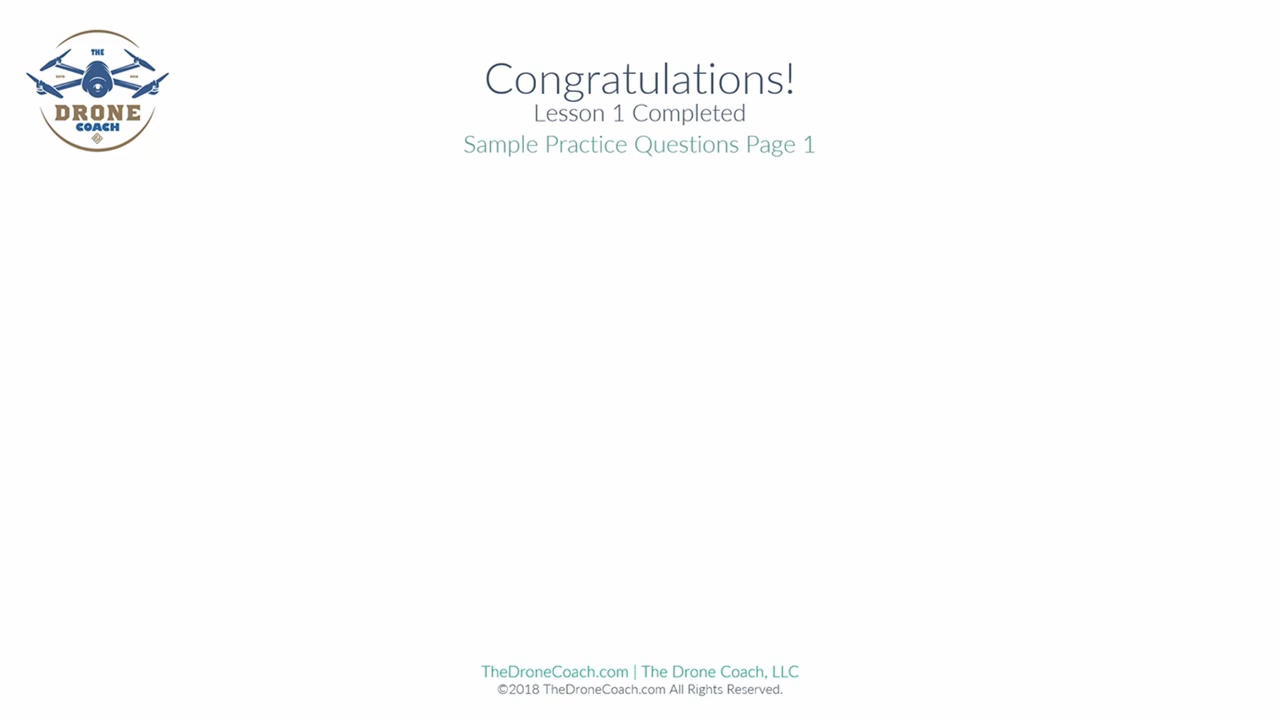 THE
DRONE
COACH
Congratulations!
Lesson 1 Completed
Sample Practice Questions Page 1
TheDroneCoach.com | The Drone Coach, LLC
©2018 TheDroneCoach.com All Rights Reserved.